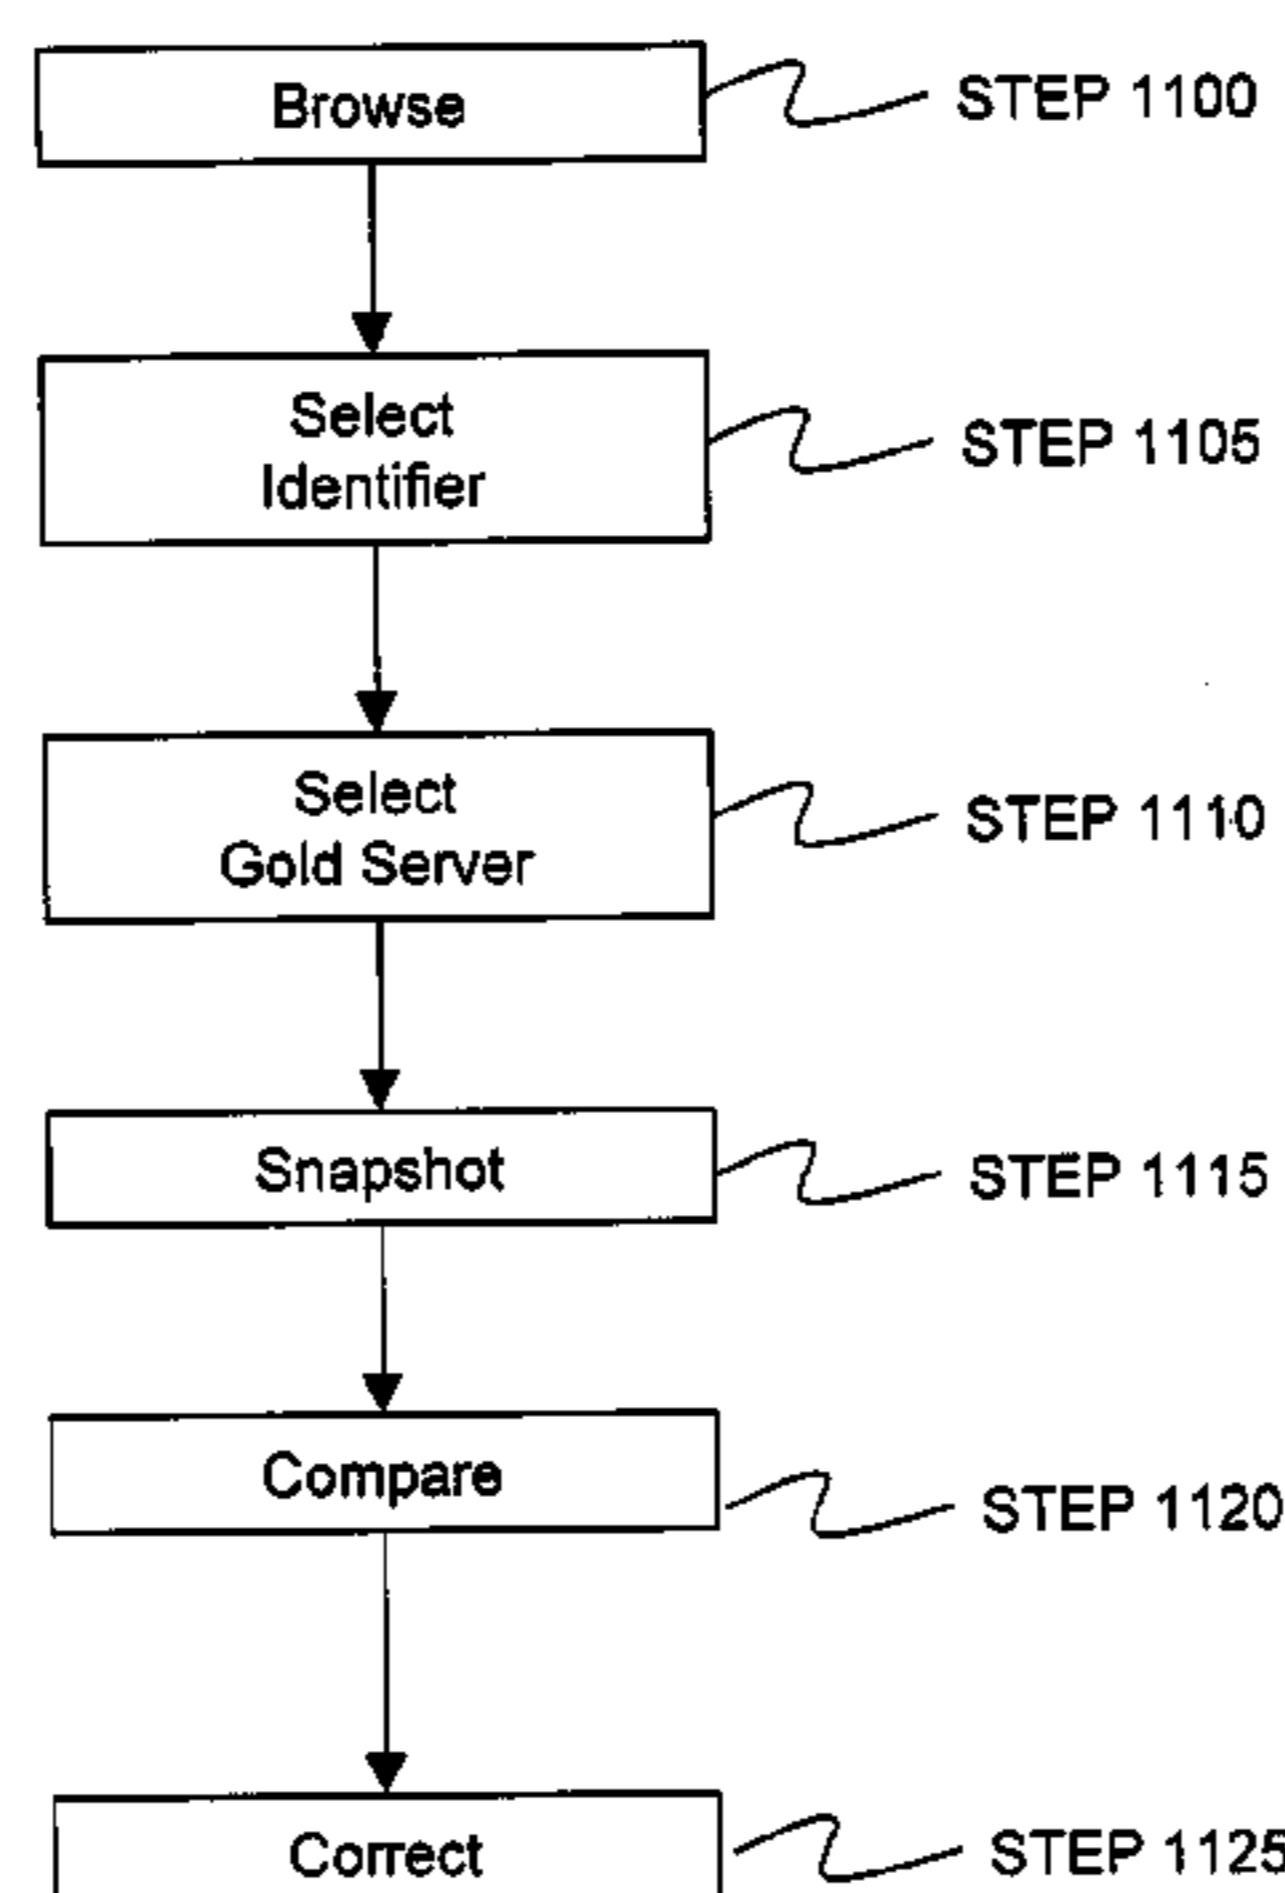 Browse
STEP 1100
Select
Identifier
STEP 1105
Select
Gold Server
STEP 1110
Snapshot
STEP 1115
Compare
STEP 1120
Correct
STEP 1125